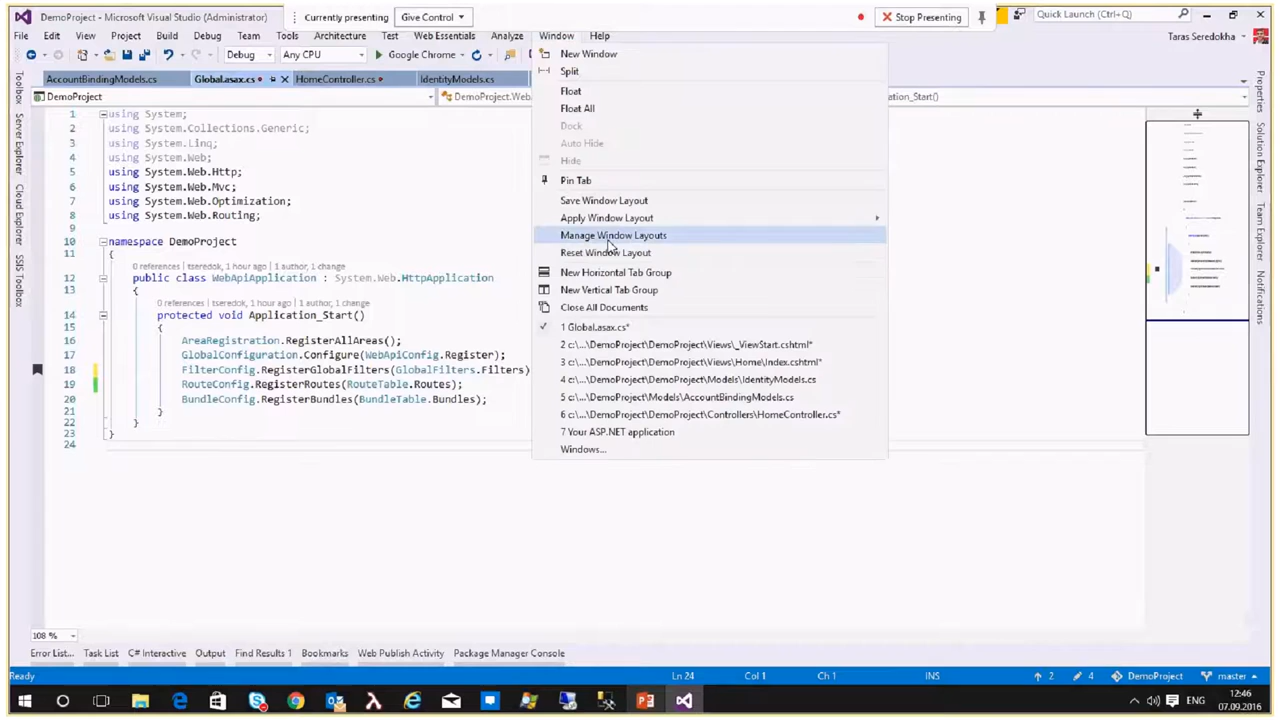 DemoProject - Microsoft Visual Studio (Administrator)
Currently presenting
Give Control
Stop Presenting
Quick Launch (Ctrl+Q)
File Edit View Project Build Debug Team Tools Architecture Test Web Essentials Analyze Window Help
Taras Seredokha
Debug Any CPU Google Chrome
AccountBindingModels.cs Global.asax.cs HomeController.cs IdentityModels.cs
DemoProject
1 using System;
2 using System.Collections.Generic;
3 using System.Linq;
4 using System.Web;
5 using System.Web.Http;
6 using System.Web.Mvc;
7 using System.Web.Optimization;
8 using System.Web.Routing;
9
10 namespace DemoProject
11 {
0 references | tseredok, 1 hour ago | 1 author, 1 change
12 public class WebApiApplication : System.Web.HttpApplication
13 {
0 references | tseredok, 1 hour ago | 1 author, 1 change
14 protected void Application_Start()
15 {
16 AreaRegistration.RegisterAllAreas();
17 GlobalConfiguration.Configure(WebApiConfig.Register);
18 FilterConfig.RegisterGlobalFilters(GlobalFilters.Filters)
19 RouteConfig.RegisterRoutes(RouteTable.Routes);
20 BundleConfig.RegisterBundles(BundleTable.Bundles);
21 }
22 }
23 }
24
New Window
Split
Float
Float All
Dock
Auto Hide
Hide
Pin Tab
Save Window Layout
Apply Window Layout
Manage Window Layouts
Reset Window Layout
New Horizontal Tab Group
New Vertical Tab Group
Close All Documents
1 Global.asax.cs*
2 c:\...\DemoProject\DemoProject\Views\_ViewStart.cshtml*
3 c:\...\DemoProject\DemoProject\Views\Home\Index.cshtml*
4 c:\...\DemoProject\DemoProject\Models\IdentityModels.cs
5 c:\...\DemoProject\Models\AccountBindingModels.cs
6 c:\...\DemoProject\DemoProject\Controllers\HomeController.cs*
7 Your ASP.NET application
Windows...
DemoProject.Web
ation_Start()
Toolbox
Server Explorer
Cloud Explorer
SSIS Toolbox
Properties
Solution Explorer
Team Explorer
Notifications
108 %
Error List... Task List C# Interactive Output Find Results 1 Bookmarks Web Publish Activity Package Manager Console
Ready Ln 24 Col 1 Ch 1 INS 2 4 DemoProject master
ENG
12:46
07.09.2016